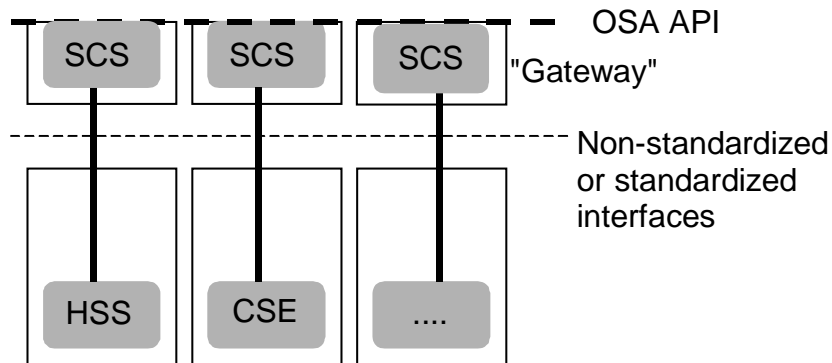 OSA API
SCS SCS SCS
"Gateway"
Non-standardized
or standardized
interfaces
HSS CSE ....